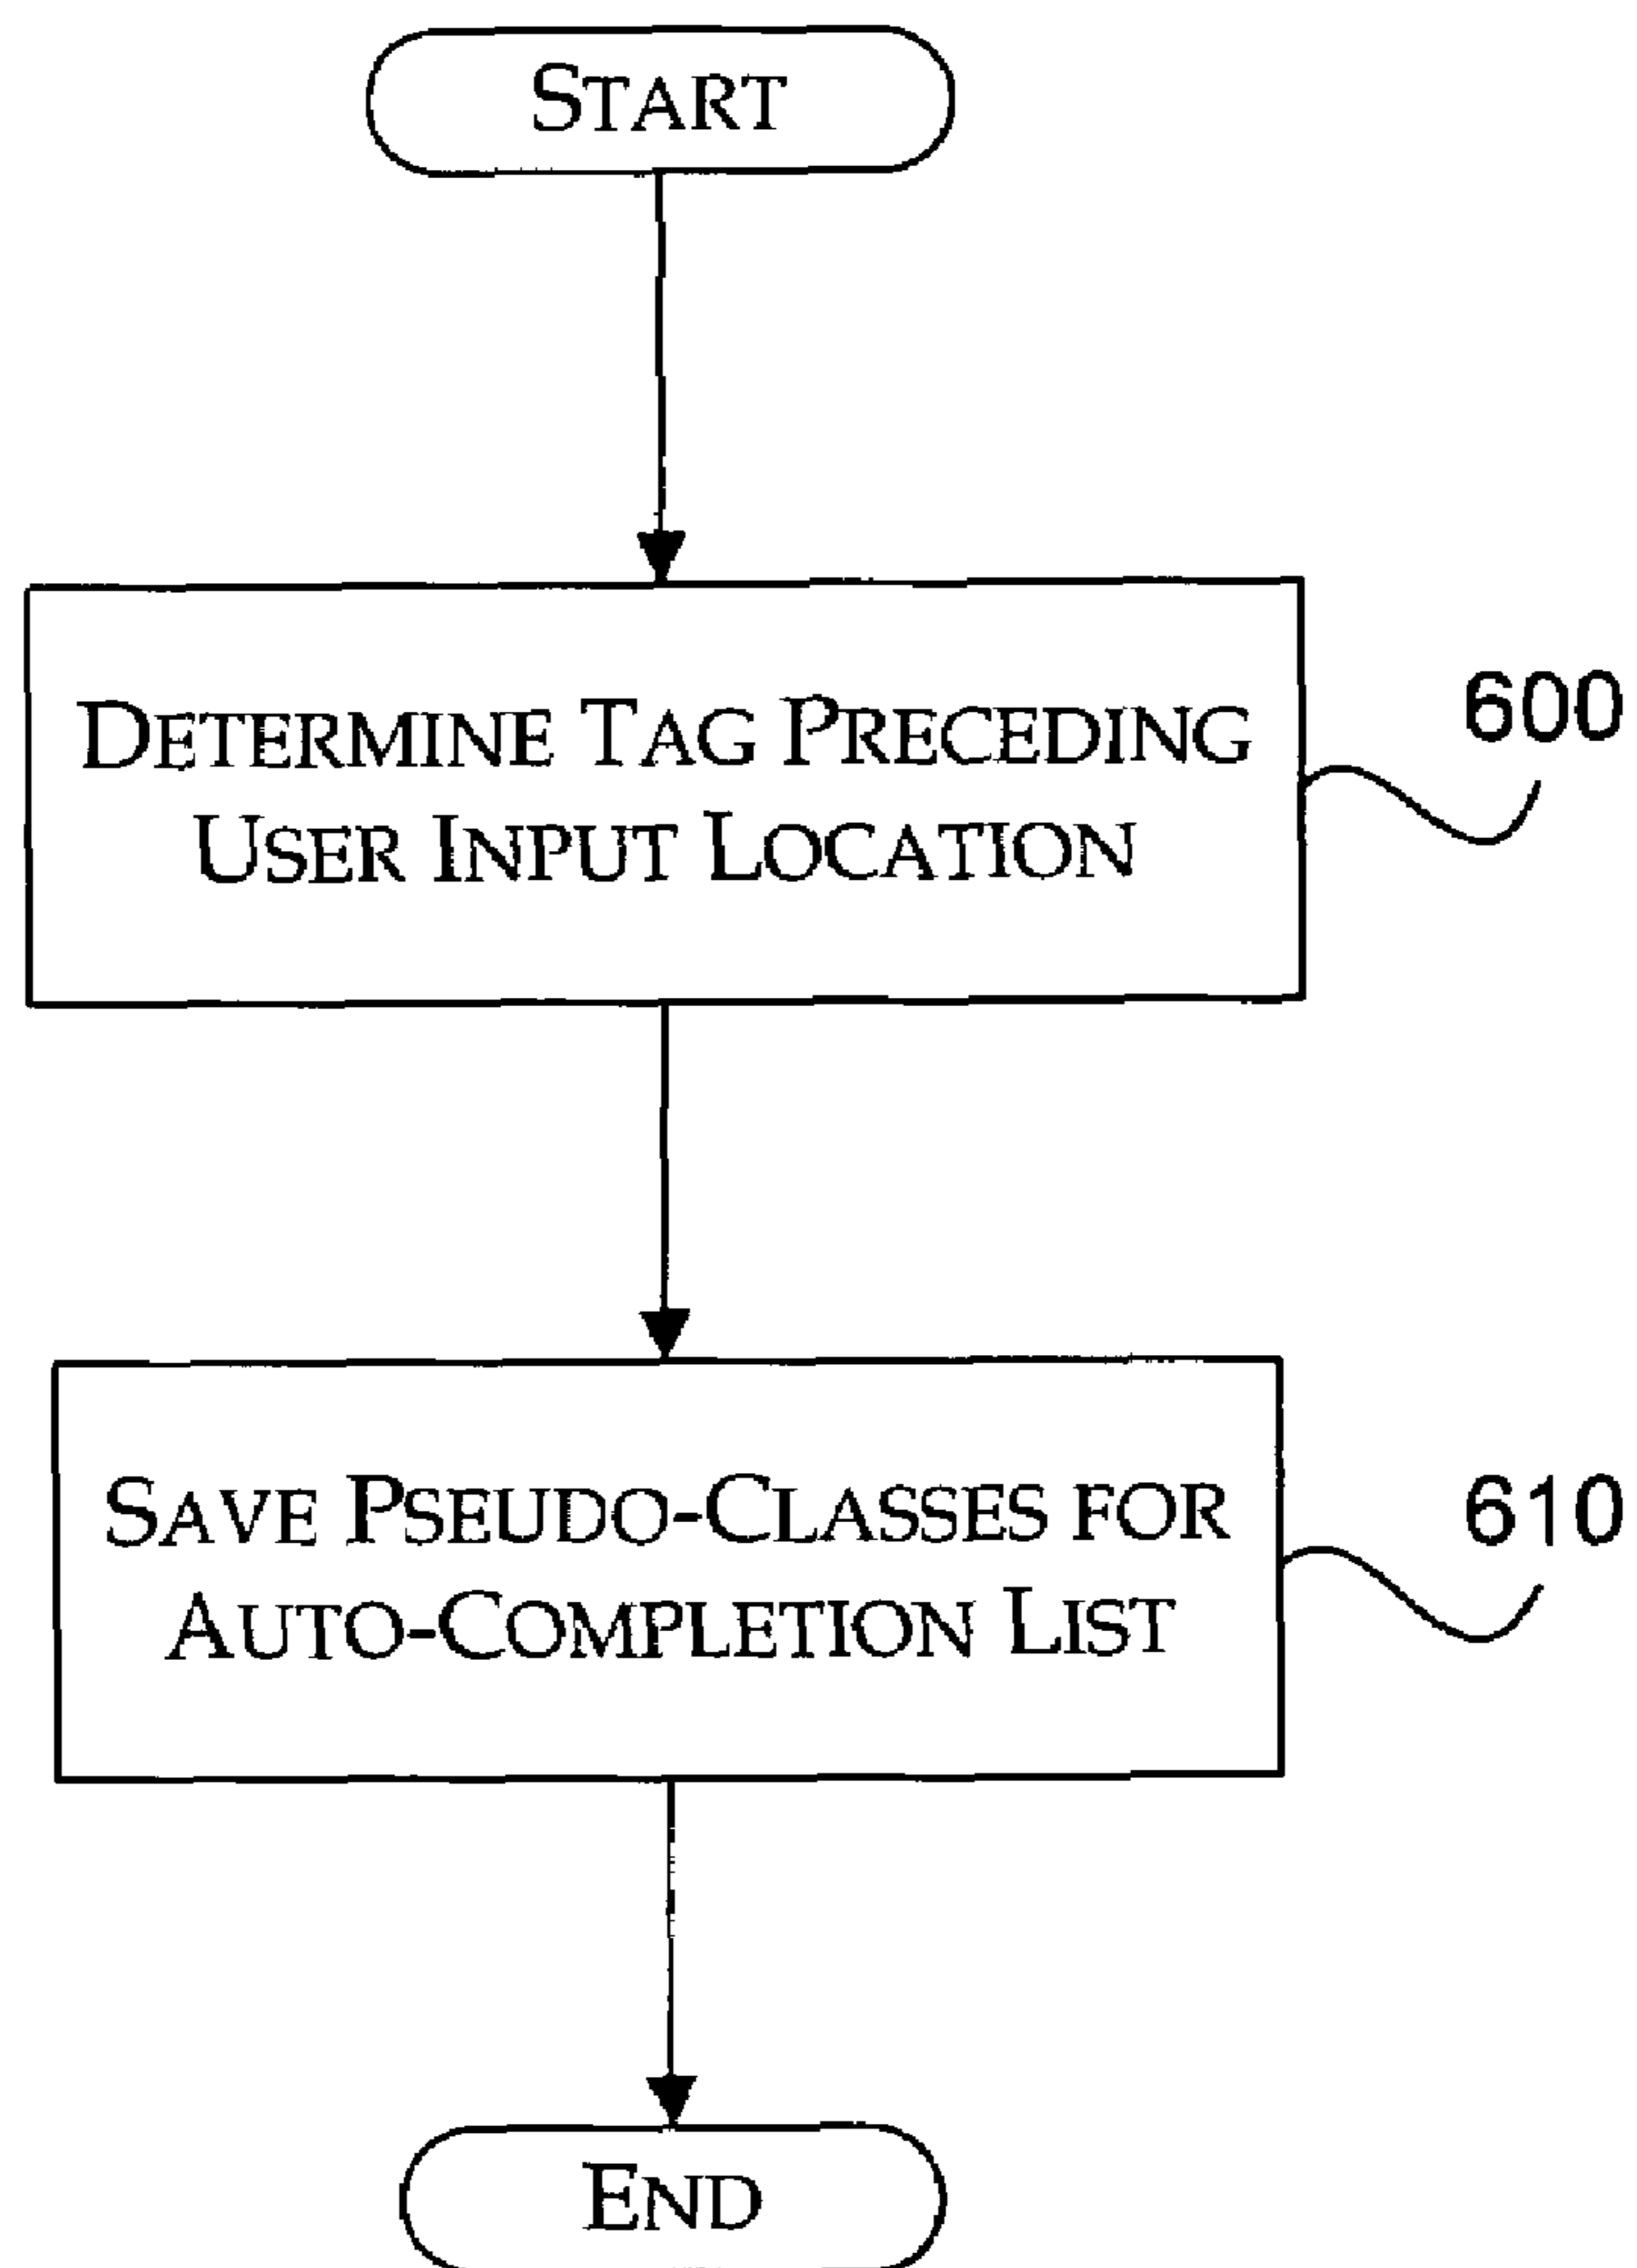 START
DETERMINE TAG PRECEDING
USER INPUT LOCATION
600
SAVE PSEUDO-CLASSES FOR
AUTO-COMPLETION LIST
610
END